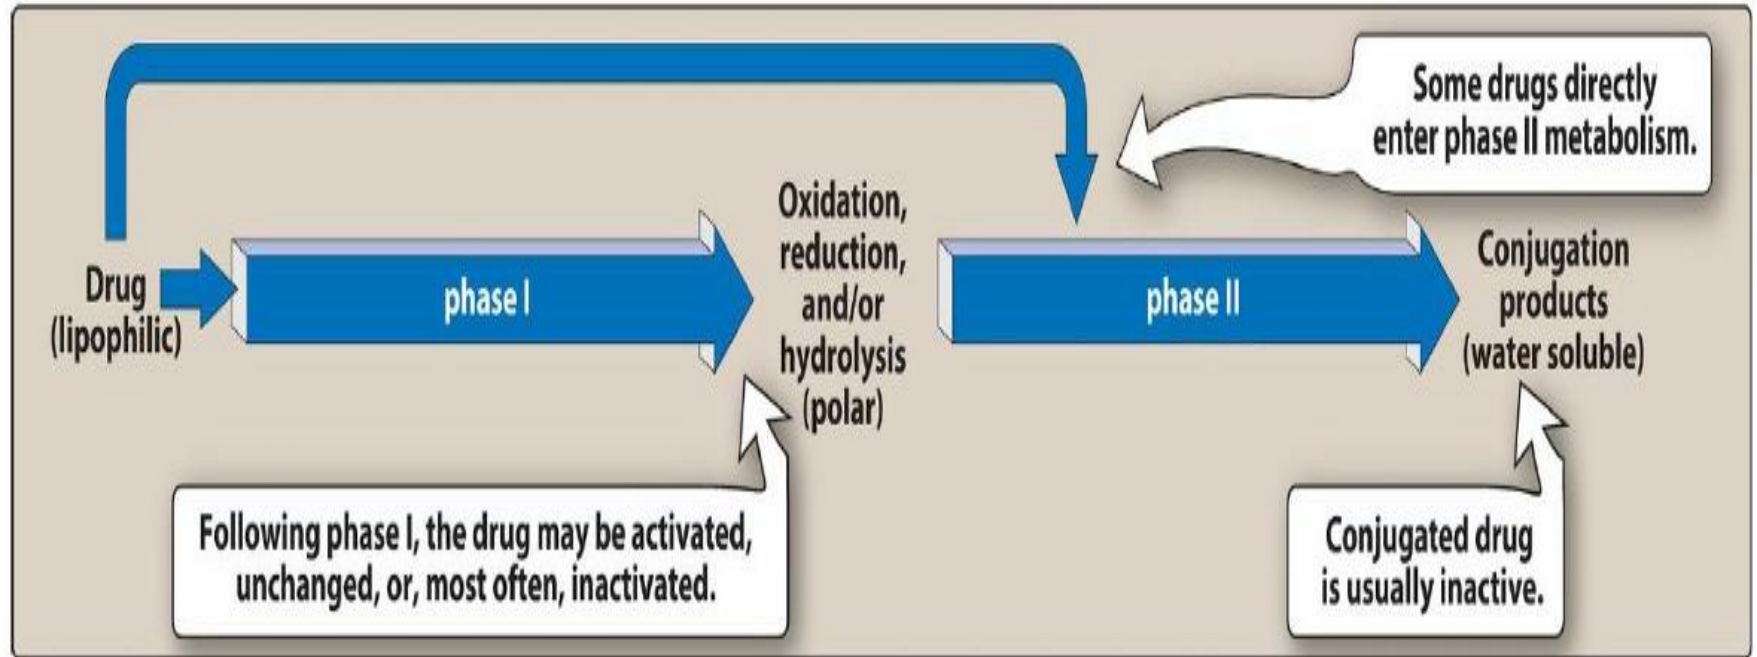 Some drugs directly
enter phase II metabolism.
Drug
(lipophilic)
phase I
Oxidation,
reduction,
and/or
hydrolysis
(polar)
phase II
Conjugation
products
(water soluble)
Following phase I, the drug may be activated,
unchanged, or, most often, inactivated.
Conjugated drug
is usually inactive.